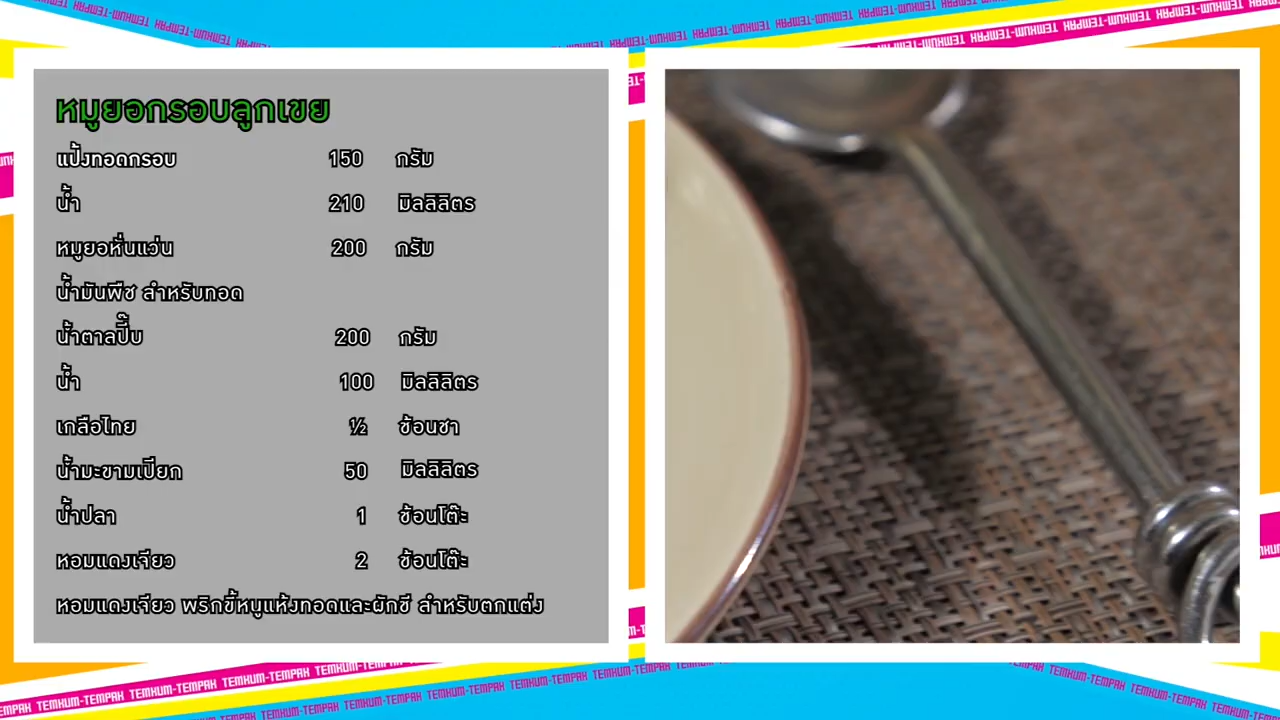 หมูยอกรอบลูกเขย
แป้งทอดกรอบ 150 กรัม
น้ำ 210 มิลลิลิตร
หมูยอหั่นแว่น 200 กรัม
น้ำมันพืช สำหรับทอด
น้ำตาลปี๊บ 200 กรัม
น้ำ 100 มิลลิลิตร
เกลือไทย ½ ช้อนชา
น้ำมะขามเปียก 50 มิลลิลิตร
น้ำปลา 1 ช้อนโต๊ะ
หอมแดงเจียว 2 ช้อนโต๊ะ
หอมแดงเจียว พริกขี้หนูแห้งทอดและผักชี สำหรับตกแต่ง
TEMKUM-TEMPAK TEMKUM-TEMPAK TEMKUM-TEMPAK